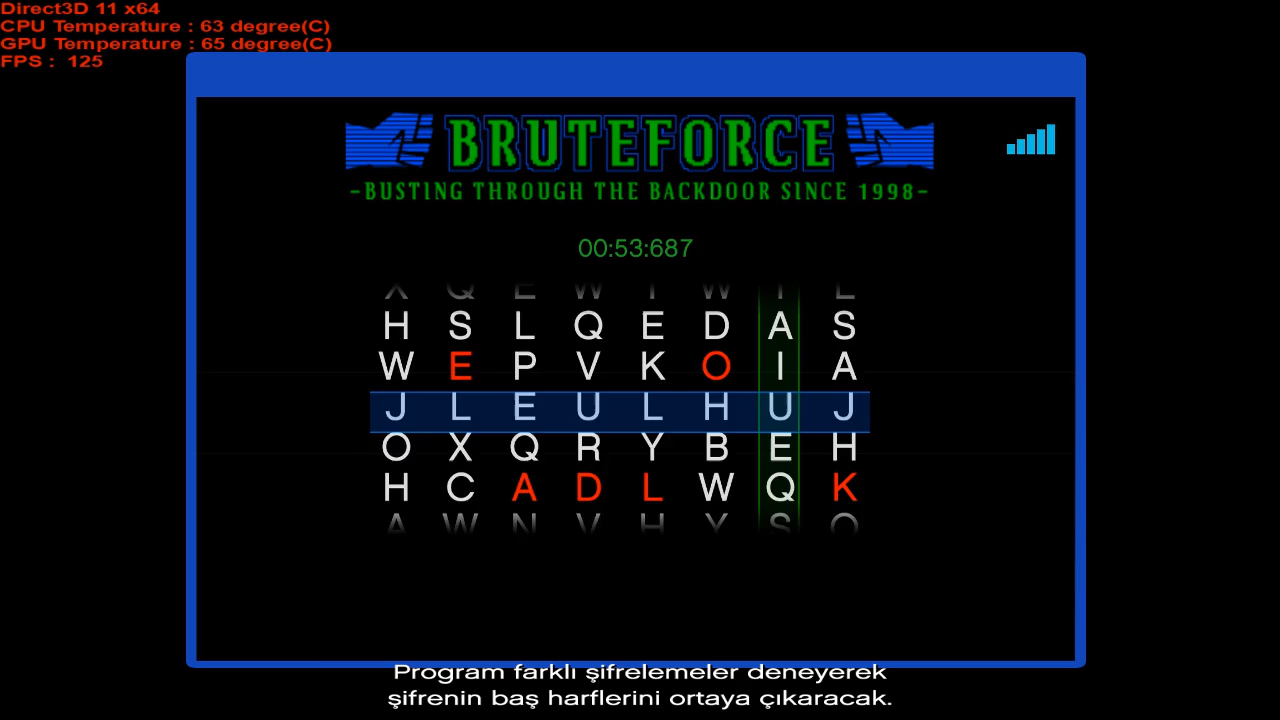 Direct3D 11 x64
CPU Temperature : 63 degree(C)
GPU Temperature : 65 degree(C)
FPS : 125
BRUTEFORCE
-BUSTING THROUGH THE BACKDOOR SINCE 1998-
00:53:687
H S L Q E D A S
W E P V K O I A
J L E U L H U J
O X Q R Y B E H
H C A D L W Q K
Program farklı şifrelemeler deneyerek
şifrenin baş harflerini ortaya çıkaracak.